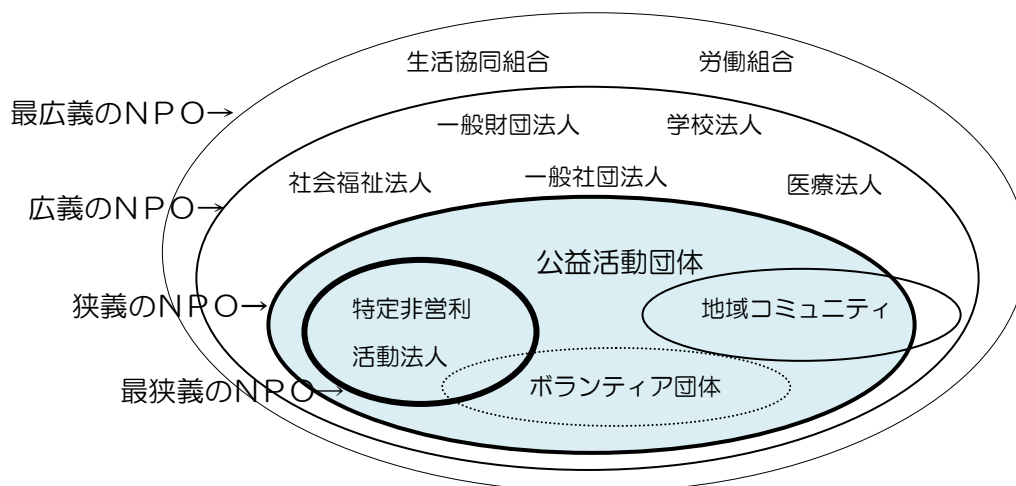 生活協同組合
労働組合
最広義のＮＰＯ→
一般財団法人
学校法人
社会福祉法人
一般社団法人
医療法人
広義のＮＰＯ→
公益活動団体
狭義のＮＰＯ→
特定非営利
活動法人
地域コミュニティ
最狭義のＮＰＯ→
ボランティア団体